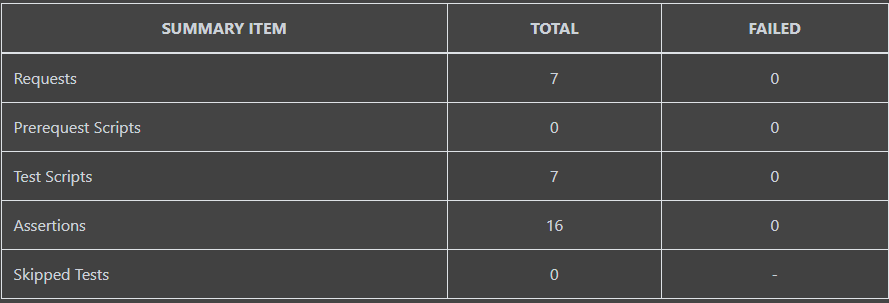 SUMMARY ITEM TOTAL FAILED
Requests 7 0
Prerequest Scripts 0 0
Test Scripts 7 0
Assertions 16 0
Skipped Tests 0 -